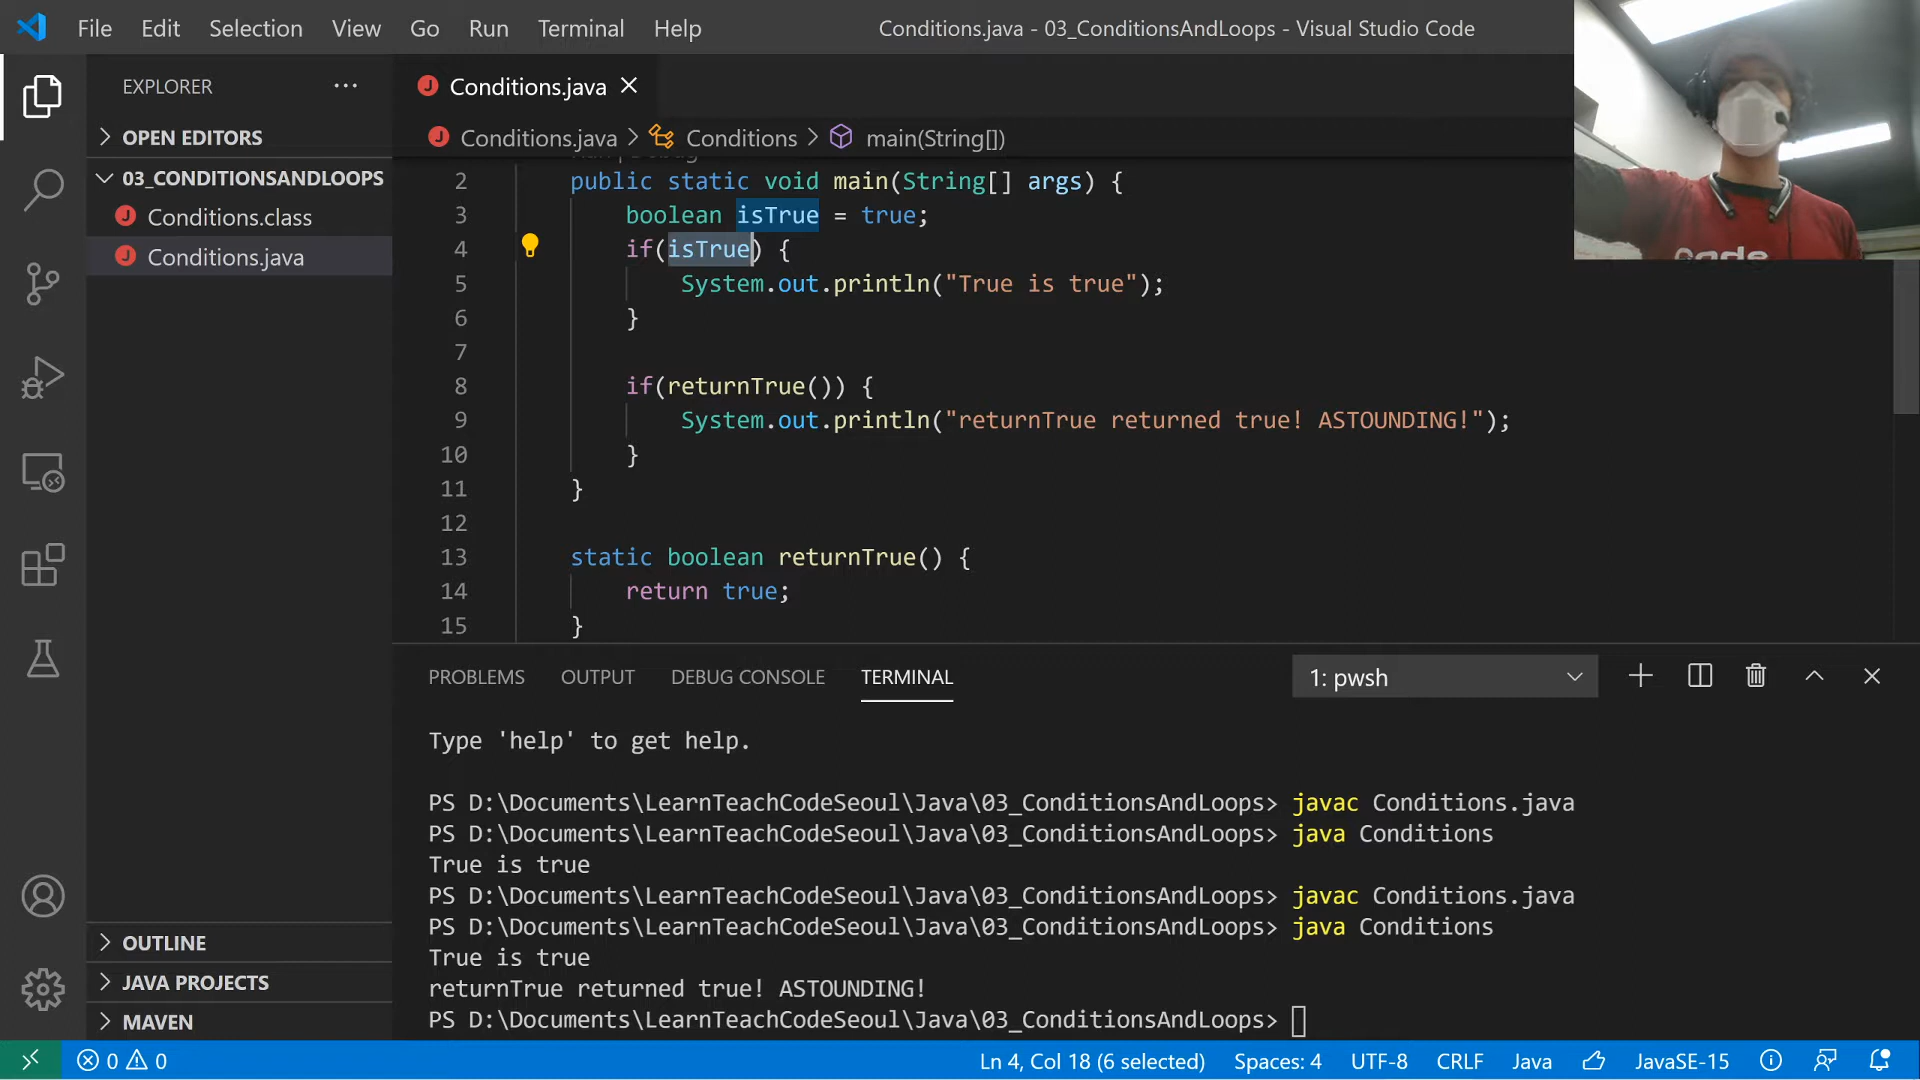 File Edit Selection View Go Run Terminal Help Conditions.java - 03_ConditionsAndLoops - Visual Studio Code
EXPLORER ···
Conditions.java
OPEN EDITORS
Conditions.java > Conditions > main(String[])
03_CONDITIONSANDLOOPS
Conditions.class
Conditions.java
2 public static void main(String[] args) {
3 boolean isTrue = true;
4 if(isTrue) {
5 System.out.println("True is true");
6 }
7
8 if(returnTrue()) {
9 System.out.println("returnTrue returned true! ASTOUNDING!");
10 }
11 }
12
13 static boolean returnTrue() {
14 return true;
15 }
PROBLEMS OUTPUT DEBUG CONSOLE TERMINAL 1: pwsh
Type 'help' to get help.
PS D:\Documents\LearnTeachCodeSeoul\Java\03_ConditionsAndLoops> javac Conditions.java
PS D:\Documents\LearnTeachCodeSeoul\Java\03_ConditionsAndLoops> java Conditions
True is true
PS D:\Documents\LearnTeachCodeSeoul\Java\03_ConditionsAndLoops> javac Conditions.java
PS D:\Documents\LearnTeachCodeSeoul\Java\03_ConditionsAndLoops> java Conditions
True is true
returnTrue returned true! ASTOUNDING!
PS D:\Documents\LearnTeachCodeSeoul\Java\03_ConditionsAndLoops>
OUTLINE
JAVA PROJECTS
MAVEN
0 0 Ln 4, Col 18 (6 selected) Spaces: 4 UTF-8 CRLF Java JavaSE-15